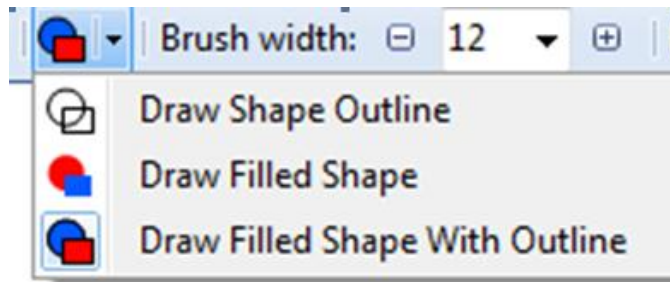 Brush width: 12
Draw Shape Outline
Draw Filled Shape
Draw Filled Shape With Outline